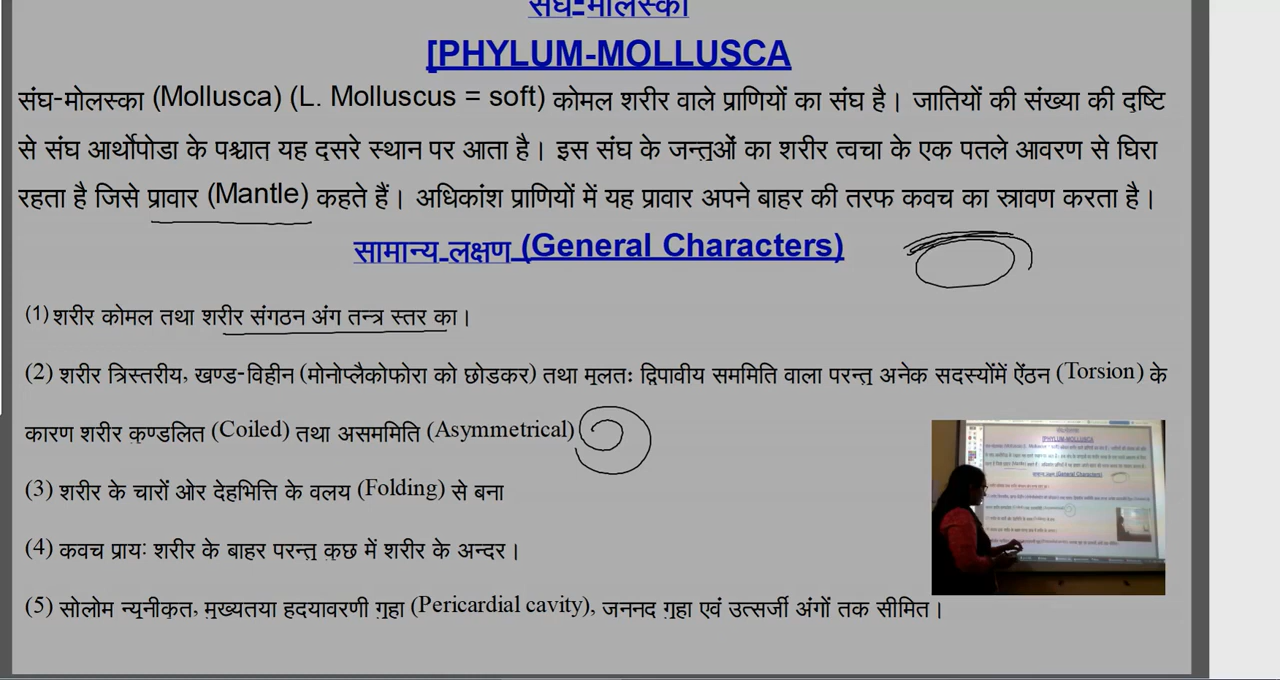 संघ-मोलस्का
[PHYLUM-MOLLUSCA
संघ-मोलस्का (Mollusca) (L. Molluscus = soft) कोमल शरीर वाले प्राणियों का संघ है। जातियों की संख्या की दृष्टि
से संघ आर्थोपोडा के पश्चात् यह दूसरे स्थान पर आता है। इस संघ के जन्तुओं का शरीर त्वचा के एक पतले आवरण से घिरा
रहता है जिसे प्रावार (Mantle) कहते हैं। अधिकांश प्राणियों में यह प्रावार अपने बाहर की तरफ कवच का स्त्रावण करता है।
सामान्य लक्षण (General Characters)
(1) शरीर कोमल तथा शरीर संगठन अंग तन्त्र स्तर का।
(2) शरीर त्रिस्तरीय, खण्ड-विहीन (मोनोप्लैकोफोरा को छोडकर) तथा मूलतः द्विपार्वीय सममिति वाला परन्तु अनेक सदस्योंमें ऐंठन (Torsion) के
कारण शरीर कुण्डलित (Coiled) तथा असममिति (Asymmetrical)
(3) शरीर के चारों ओर देहभित्ति के वलय (Folding) से बना
(4) कवच प्रायः शरीर के बाहर परन्तु कुछ में शरीर के अन्दर।
(5) सीलोम न्यूनीकृत, मुख्यतया हृदयावरणी गुहा (Pericardial cavity), जननद गुहा एवं उत्सर्जी अंगों तक सीमित।